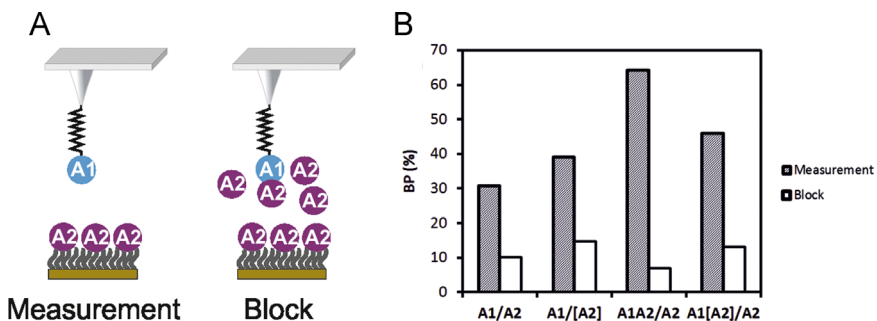 A
A1
A2 A2 A2
Measurement
A1
A2
A2
A2
A2
A2 A2 A2
Block
B
BP (%)
70
60
50
40
30
20
10
0
A1/A2 A1/[A2] A1A2/A2 A1[A2]/A2
Measurement
Block